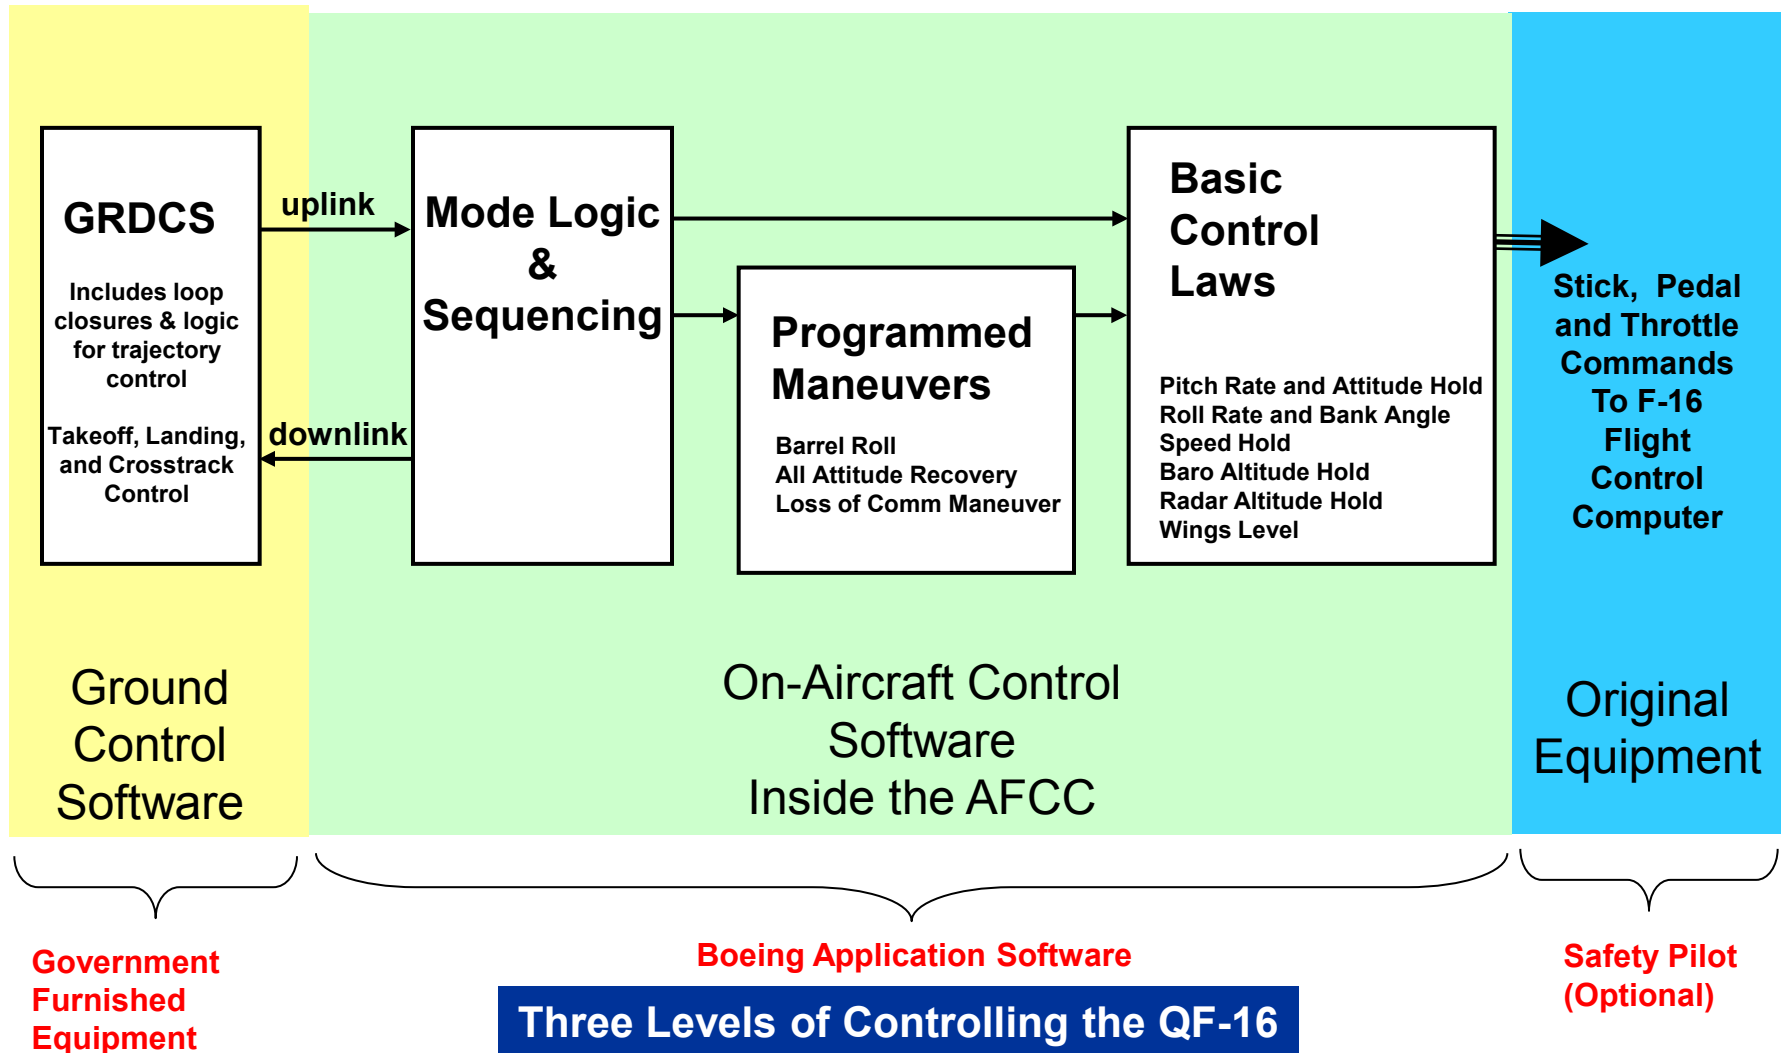 GRDCS
Includes loop
closures & logic
for trajectory
control
Takeoff, Landing,
and Crosstrack
Control
uplink
downlink
Mode Logic
&
Sequencing
Programmed
Maneuvers
Barrel Roll
All Attitude Recovery
Loss of Comm Maneuver
Basic
Control
Laws
Pitch Rate and Attitude Hold
Roll Rate and Bank Angle
Speed Hold
Baro Altitude Hold
Radar Altitude Hold
Wings Level
Stick, Pedal
and Throttle
Commands
To F-16
Flight
Control
Computer
Ground
Control
Software
On-Aircraft Control
Software
Inside the AFCC
Original
Equipment
Government
Furnished
Equipment
Boeing Application Software
Safety Pilot
(Optional)
Three Levels of Controlling the QF-16